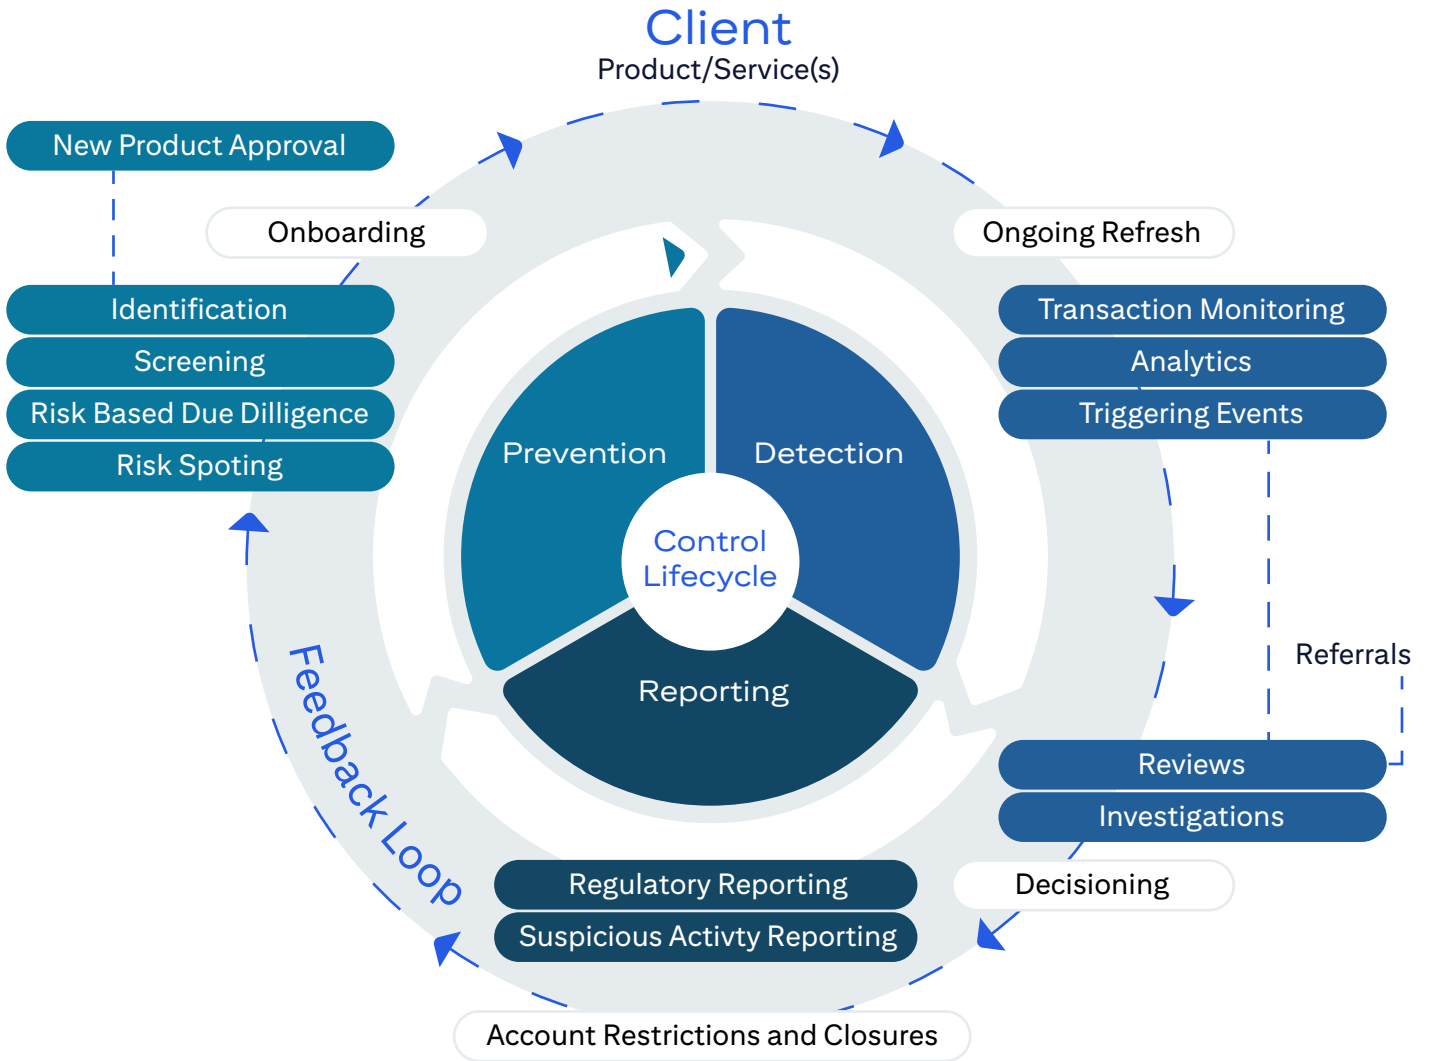 Client
Product/Service(s)
New Product Approval
Onboarding
Ongoing Refresh
Identification
Screening
Risk Based Due Dilligence
Risk Spoting
Transaction Monitoring
Analytics
Triggering Events
Prevention
Detection
Control
Lifecycle
Reporting
Referrals
Reviews
Investigations
Decisioning
Feedback Loop
Regulatory Reporting
Suspicious Activty Reporting
Account Restrictions and Closures